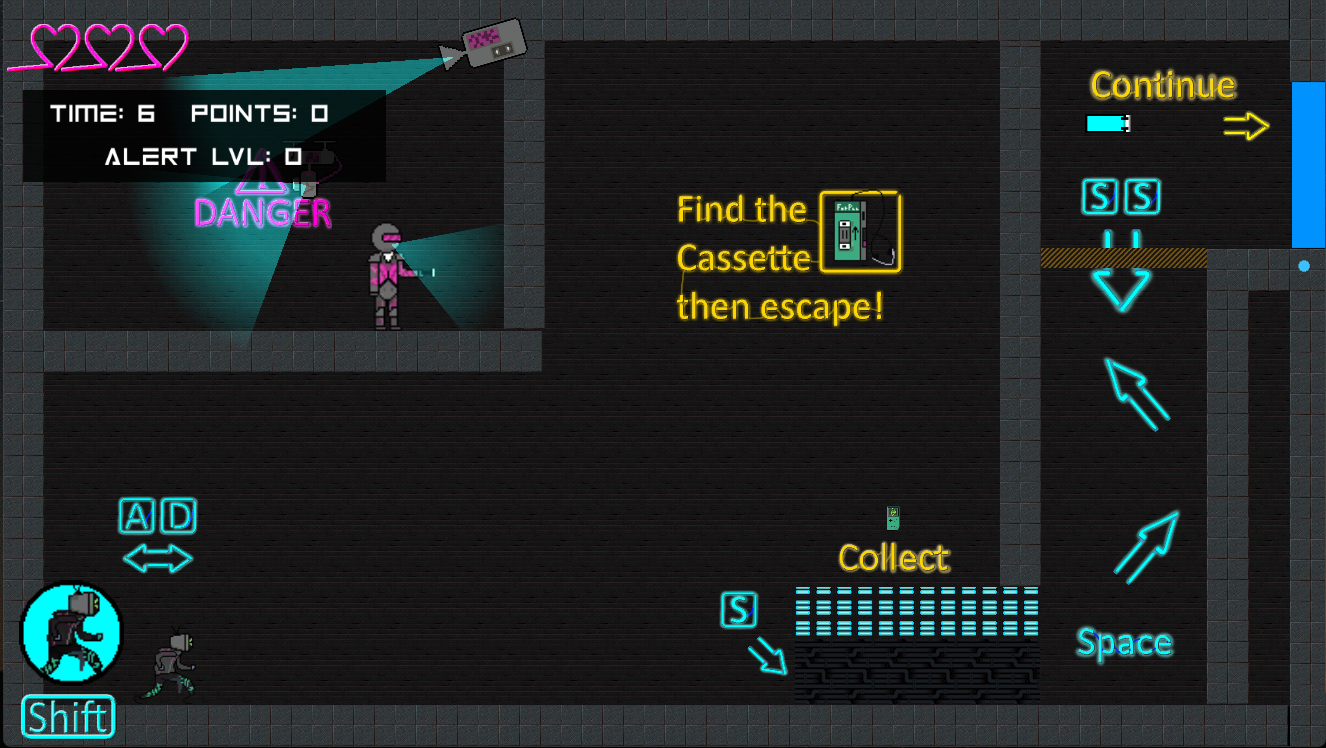 TIME: 6 POINTS: 0
ALERT LVL: 0
DANGER
Continue
S S
Find the
Cassette
then escape!
A D
Collect
S
Space
Shift